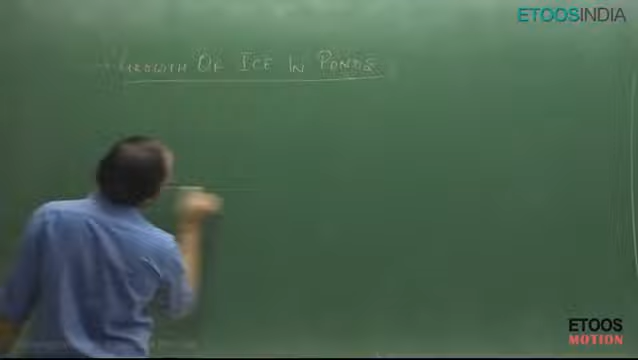 ETOOSINDIA
GROWTH OF ICE IN PONDS
ETOOS
MOTION